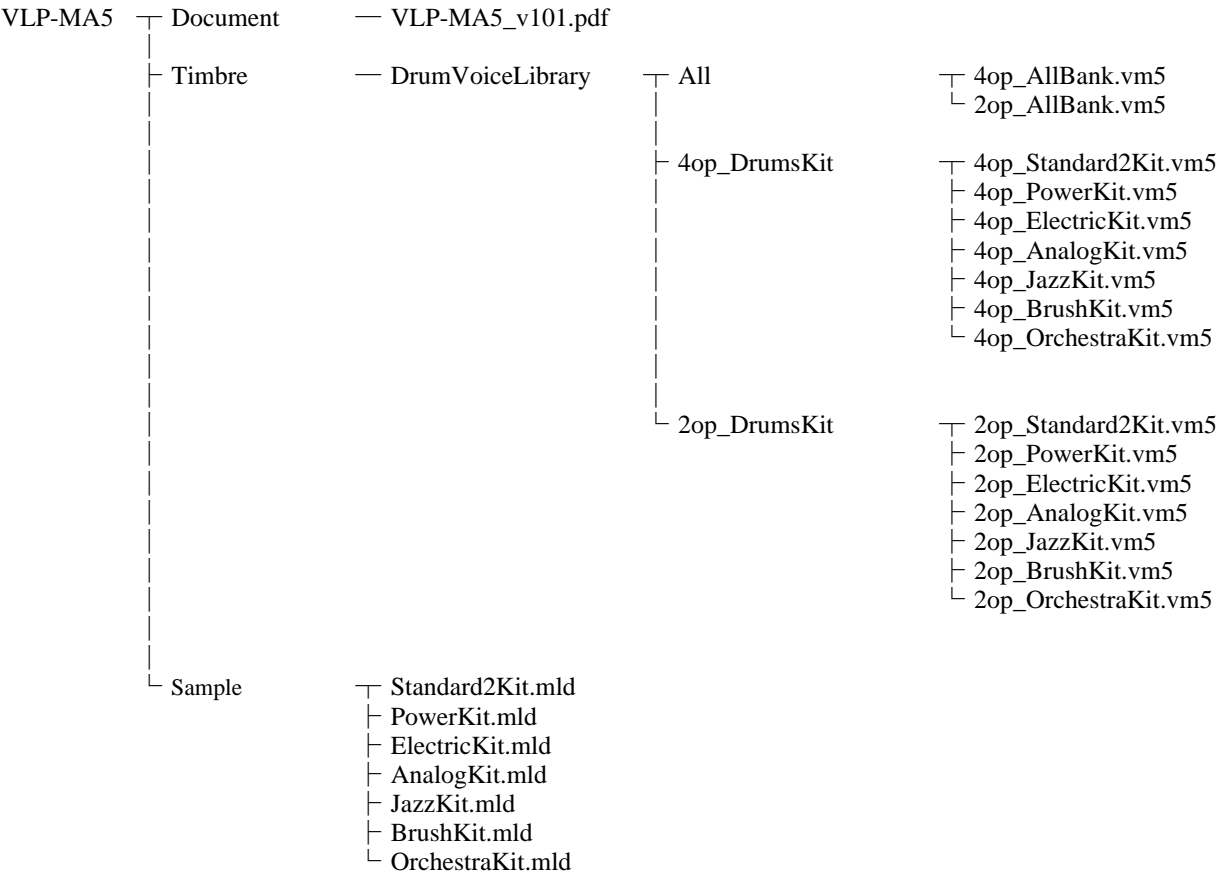 VLP-MA5 Document VLP-MA5_v101.pdf
Timbre DrumVoiceLibrary All 4op_AllBank.vm5
2op_AllBank.vm5
4op_DrumsKit 4op_Standard2Kit.vm5
4op_PowerKit.vm5
4op_ElectricKit.vm5
4op_AnalogKit.vm5
4op_JazzKit.vm5
4op_BrushKit.vm5
4op_OrchestraKit.vm5
2op_DrumsKit 2op_Standard2Kit.vm5
2op_PowerKit.vm5
2op_ElectricKit.vm5
2op_AnalogKit.vm5
2op_JazzKit.vm5
2op_BrushKit.vm5
2op_OrchestraKit.vm5
Sample Standard2Kit.mld
PowerKit.mld
ElectricKit.mld
AnalogKit.mld
JazzKit.mld
BrushKit.mld
OrchestraKit.mld